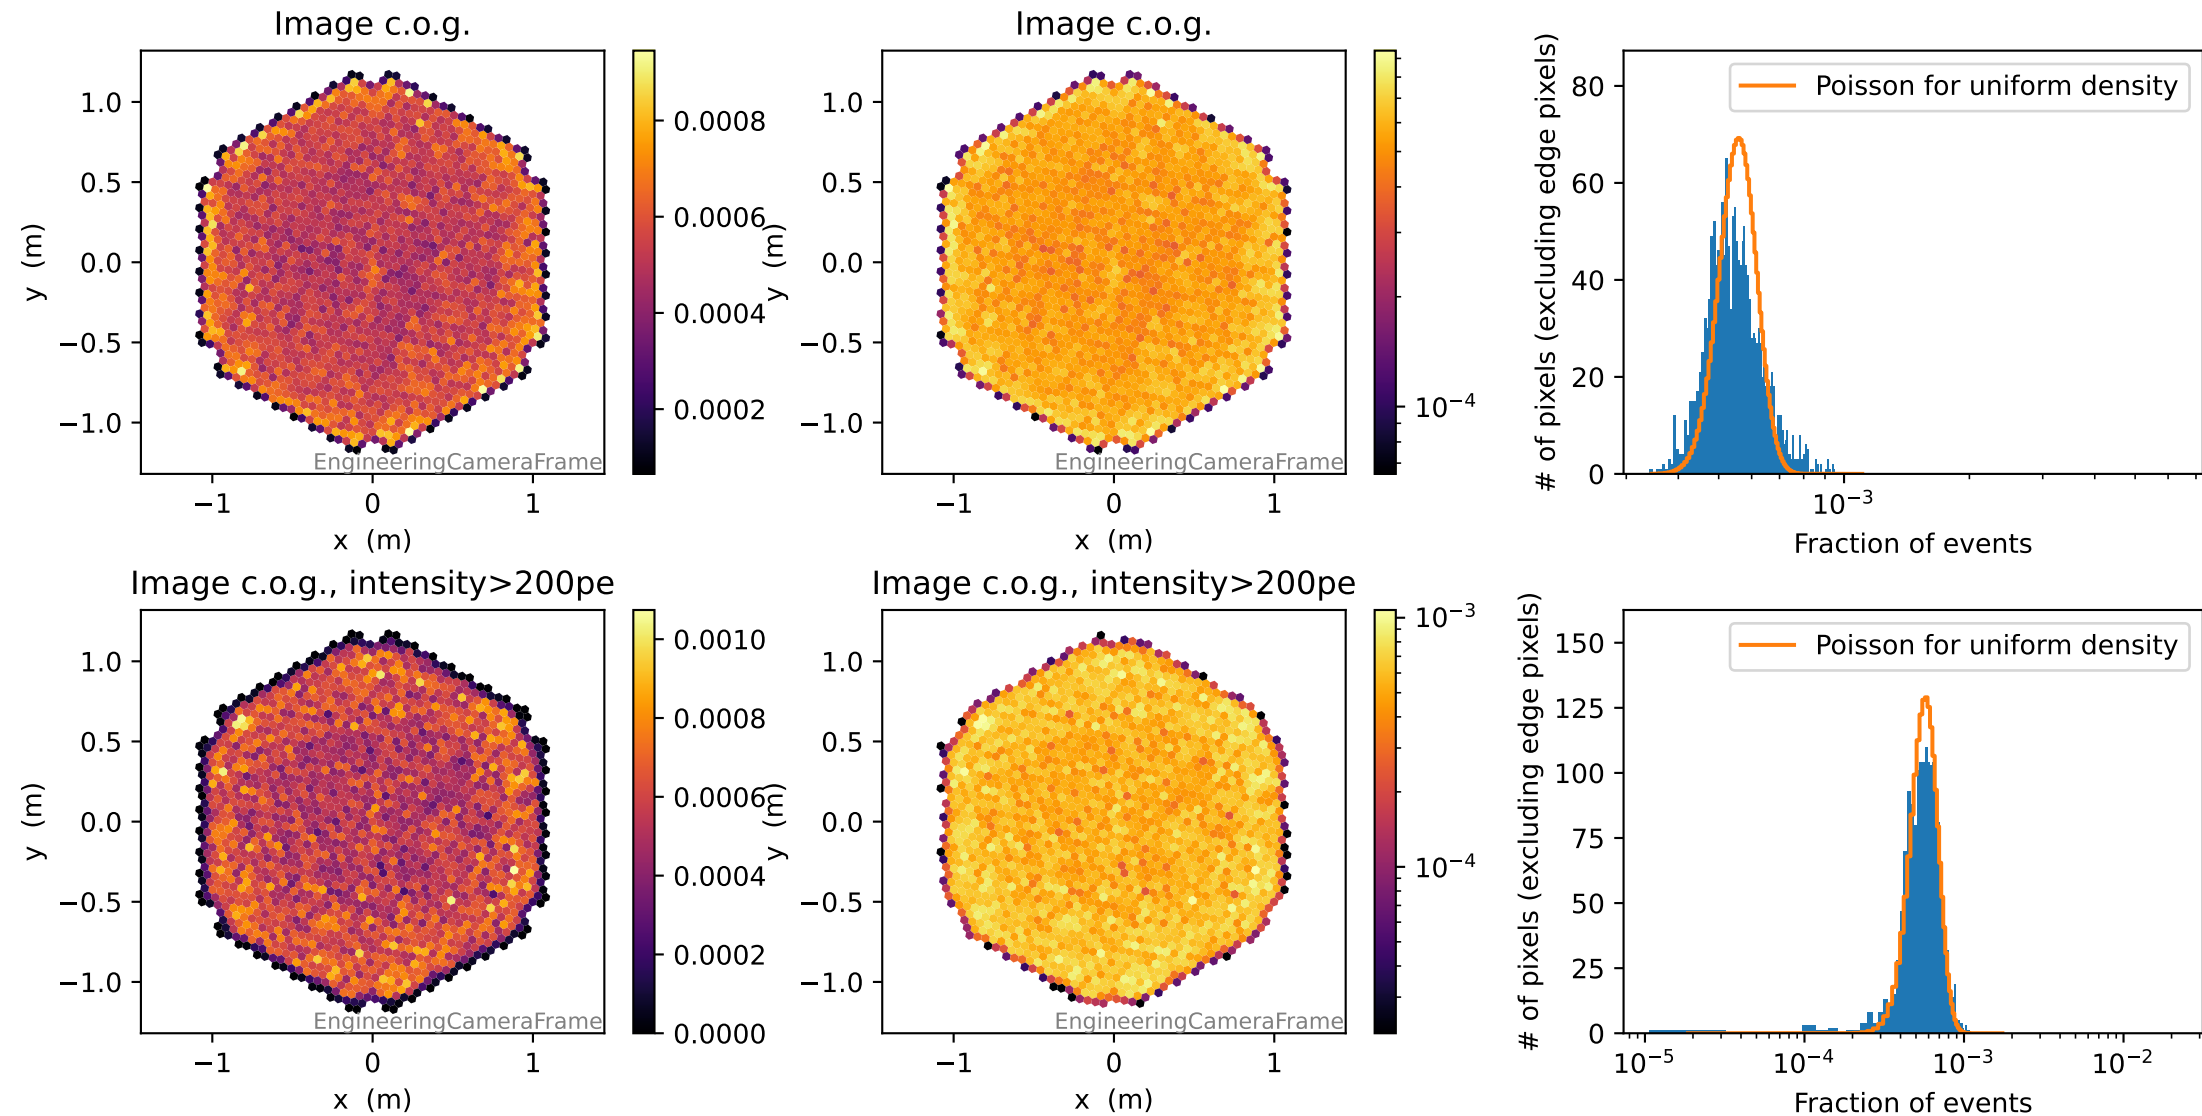 Image c.o.g.
1.0
0.5
0.0
−0.5
−1.0
y (m)
−1
0
1
x (m)
EngineeringCameraFrame
0.0008
0.0006
0.0004
0.0002
Image c.o.g.
1.0
0.5
0.0
−0.5
−1.0
y (m)
−1
0
1
x (m)
EngineeringCameraFrame
10⁻⁴
# of pixels (excluding edge pixels)
80
60
40
20
0
Poisson for uniform density
10⁻³
Fraction of events
Image c.o.g., intensity>200pe
1.0
0.5
0.0
−0.5
−1.0
y (m)
−1
0
1
x (m)
EngineeringCameraFrame
0.0010
0.0008
0.0006
0.0004
0.0002
0.0000
Image c.o.g., intensity>200pe
1.0
0.5
0.0
−0.5
−1.0
y (m)
−1
0
1
x (m)
EngineeringCameraFrame
10⁻³
10⁻⁴
# of pixels (excluding edge pixels)
150
125
100
75
50
25
0
Poisson for uniform density
10⁻⁵
10⁻⁴
10⁻³
10⁻²
Fraction of events